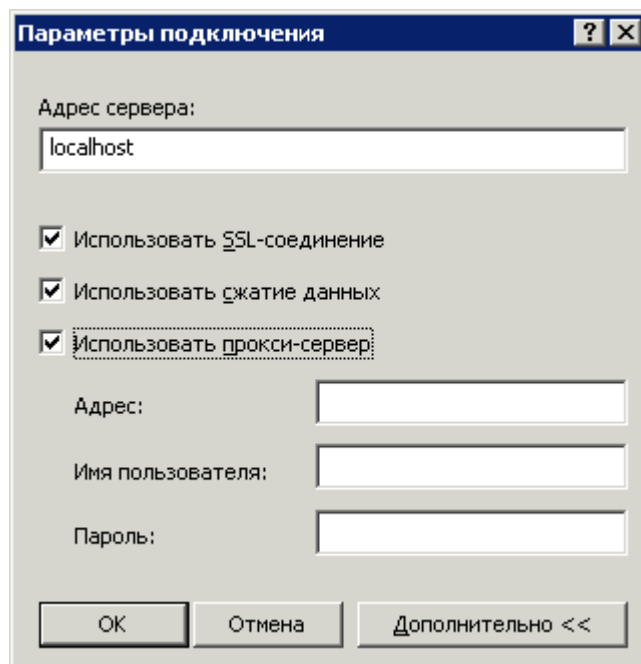 Параметры подключения
Адрес сервера:
localhost
Использовать SSL-соединение
Использовать сжатие данных
Использовать прокси-сервер
Адрес:
Имя пользователя:
Пароль:
OK Отмена Дополнительно <<